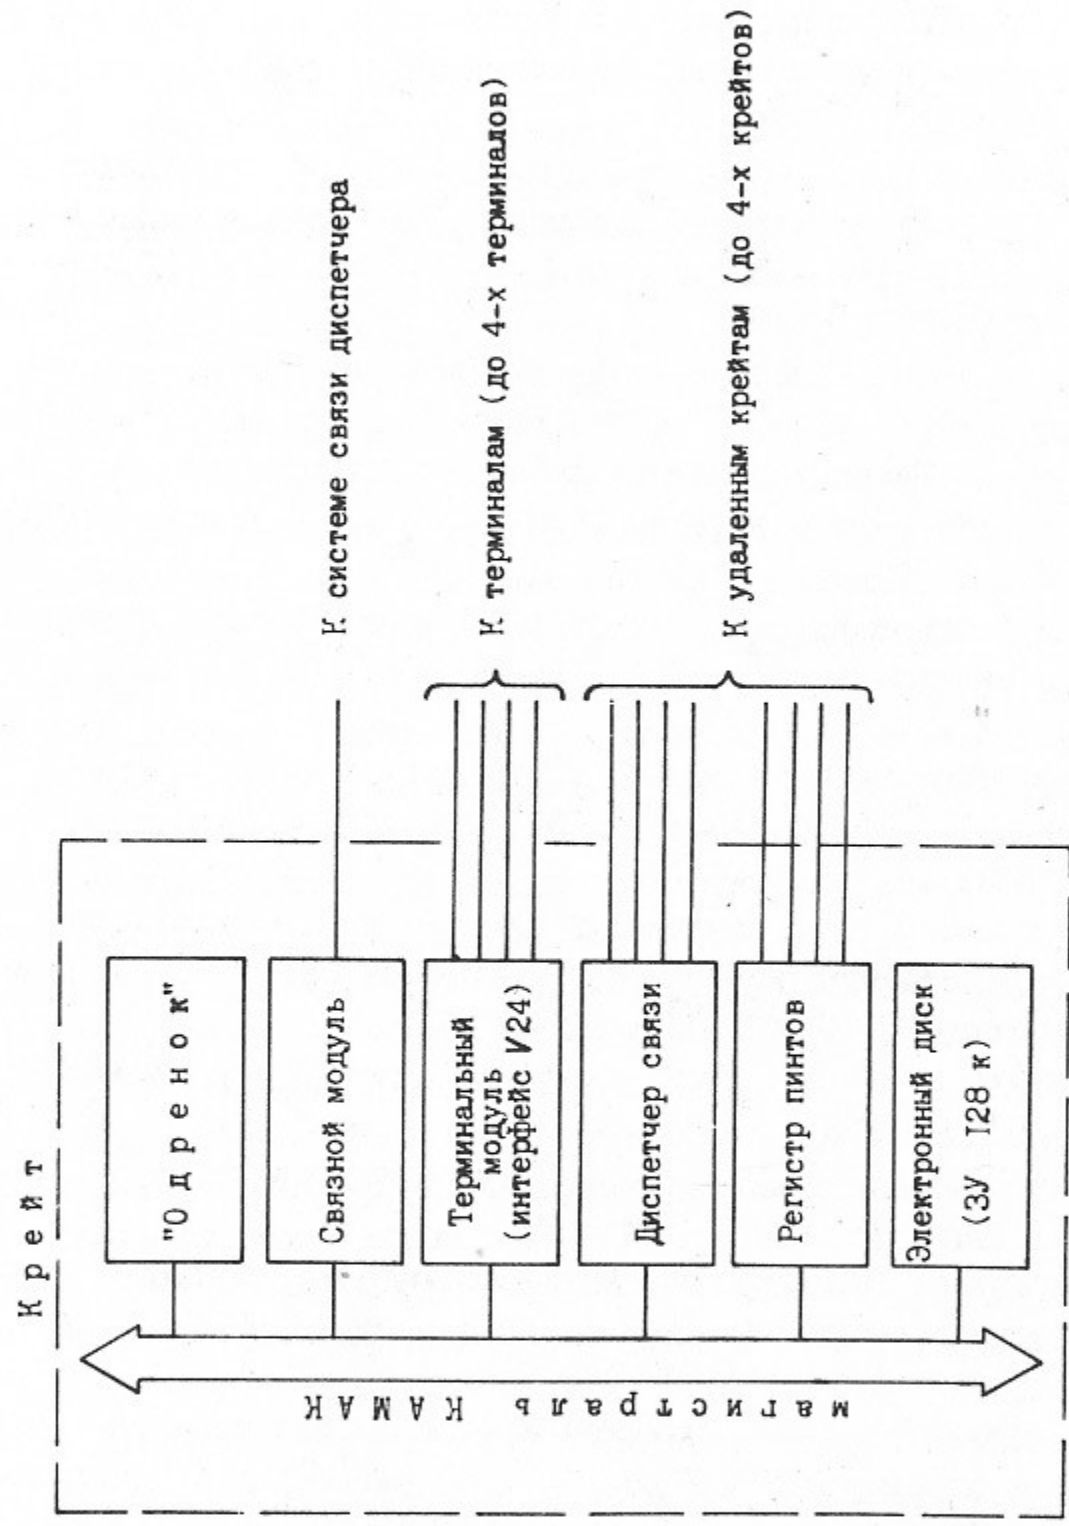 Крейт
"Одренок"
Связной модуль
Терминальный
модуль
(интерфейс V24)
Диспетчер связи
Регистр пинтов
Электронный диск
(ЗУ 128 к)
магистраль КАМАК
К системе связи диспетчера
К терминалам (до 4-х терминалов)
К удаленным крейтам (до 4-х крейтов)